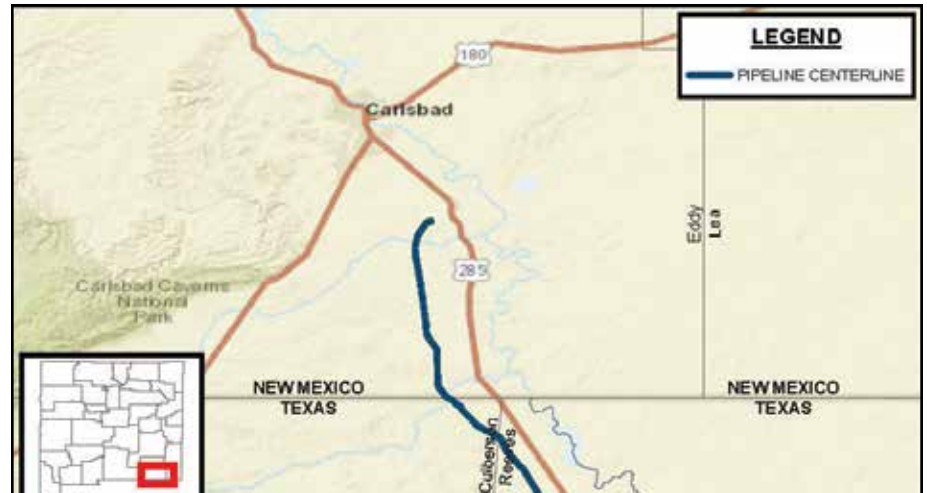 LEGEND
PIPELINE CENTERLINE
180
Carlsbad
Eddy
Lea
285
Carlsbad Caverns
National
Park
NEW MEXICO
TEXAS
NEW MEXICO
TEXAS
Culberson
Reeves